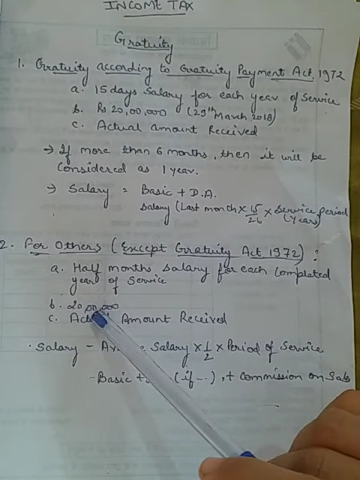 INCOME TAX
Gratuity
1. Gratuity according to Gratuity Payment Act, 1972
a. 15 days salary for each year of Service
b. Rs 20,00,000 (29th March 2018)
c. Actual amount Received
→ If more than 6 months, then it will be
considered as 1 year.
→ Salary = Basic + D.A.
Salary (Last month × 15/26 × Service period
(Years)
2. For Others (Except Gratuity Act 1972) :
a. Half months salary for each completed
year of Service
b. 20,00,000
c. Amount Received
• Salary - Salary × 1/2 × Period of Service
- Basic + (if -- ), + Commission on